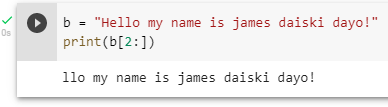 b = "Hello my name is james daiski dayo!"
print(b[2:])
0s
llo my name is james daiski dayo!